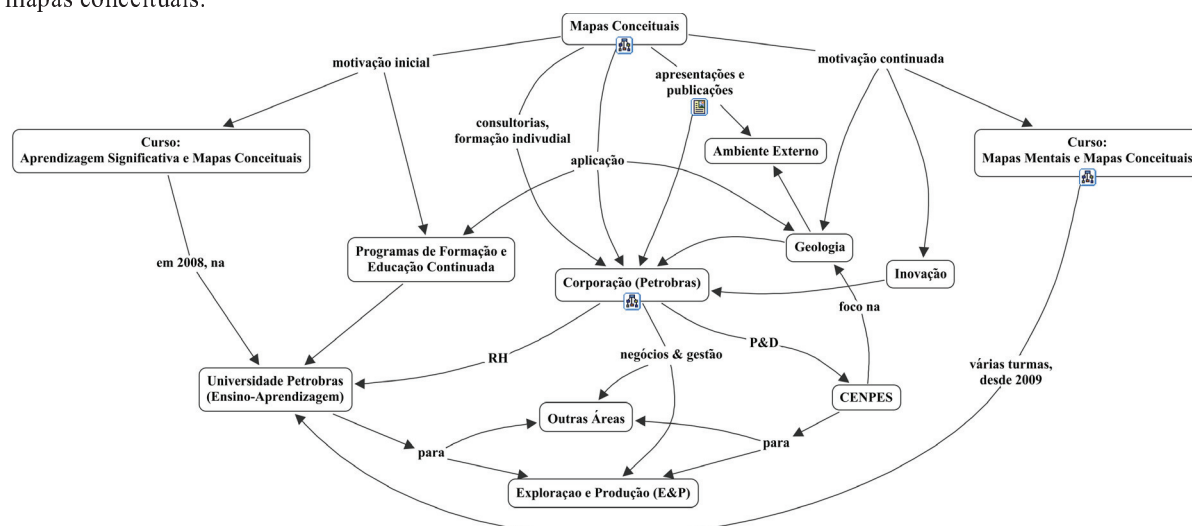 mapas conceituais.
Mapas Conceituais
motivação inicial
apresentações e
publicações
motivação continuada
consultorias,
formação indivudial
Curso:
Aprendizagem Significativa e Mapas Conceituais
aplicação
Ambiente Externo
Curso:
Mapas Mentais e Mapas Conceituais
em 2008, na
Programas de Formação e
Educação Continuada
Geologia
Corporação (Petrobras)
Inovação
foco na
RH
negócios & gestão
P&D
várias turmas,
desde 2009
Universidade Petrobras
(Ensino-Aprendizagem)
Outras Áreas
CENPES
para
para
Exploraçao e Produção (E&P)